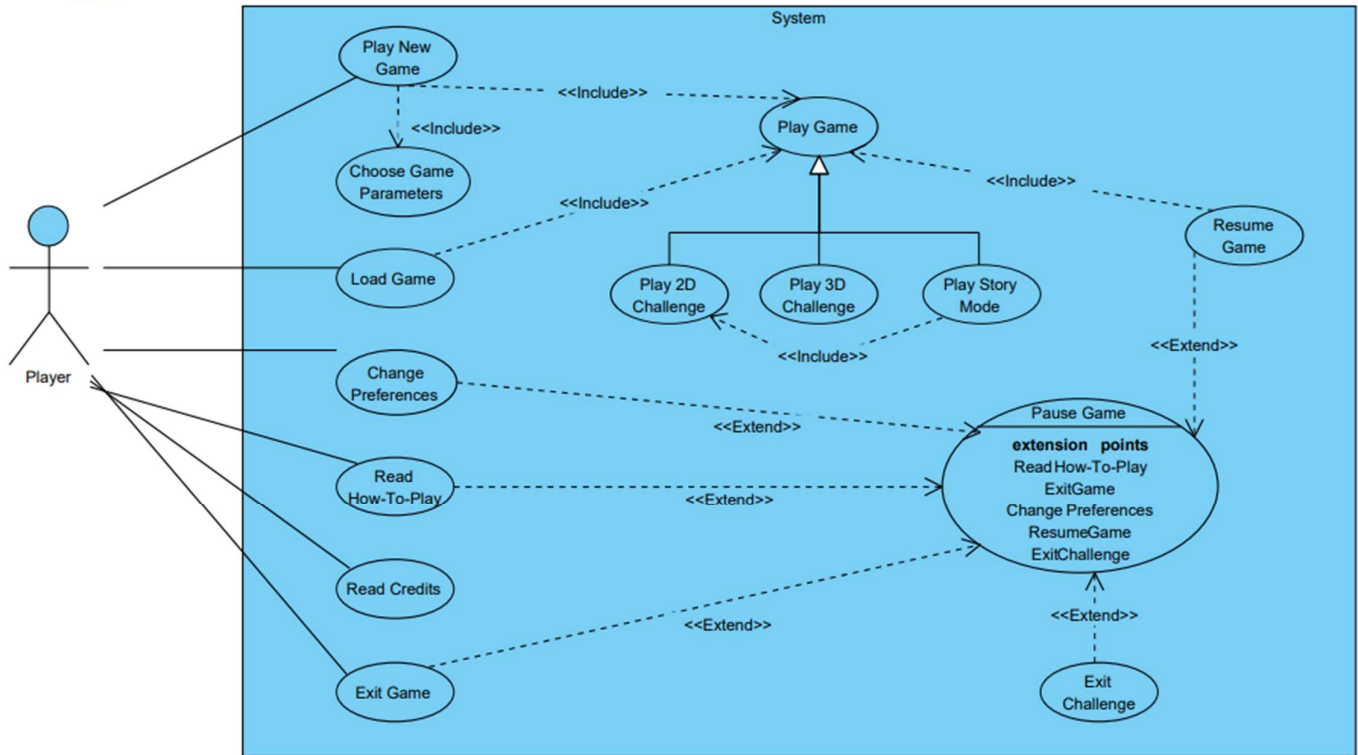 System
Play New
Game
<<Include>>
Play Game
<<Include>>
Choose Game
Parameters
<<Include>>
<<Include>>
Resume
Game
Load Game
Play 2D
Challenge
Play 3D
Challenge
Play Story
Mode
<<Include>>
<<Extend>>
Player
Change
Preferences
<<Extend>>
Pause Game
extension points
Read How-To-Play
ExitGame
Change Preferences
ResumeGame
ExitChallenge
Read
How-To-Play
<<Extend>>
Read Credits
<<Extend>>
<<Extend>>
Exit Game
Exit
Challenge